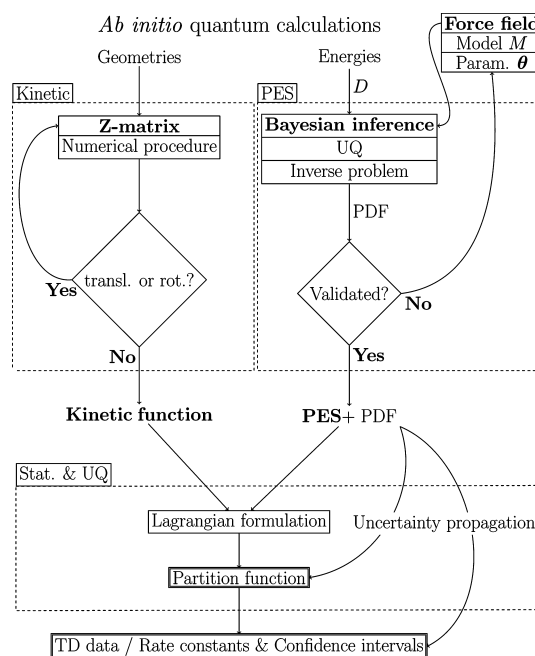 Ab initio quantum calculations
Force field
Model M
Param. θ
Geometries
Energies
D
Kinetic
PES
Z-matrix
Numerical procedure
Bayesian inference
UQ
Inverse problem
PDF
transl. or rot.?
Validated?
Yes
No
No
Yes
Kinetic function
PES+ PDF
Stat. & UQ
Lagrangian formulation
Uncertainty propagation
Partition function
TD data / Rate constants & Confidence intervals